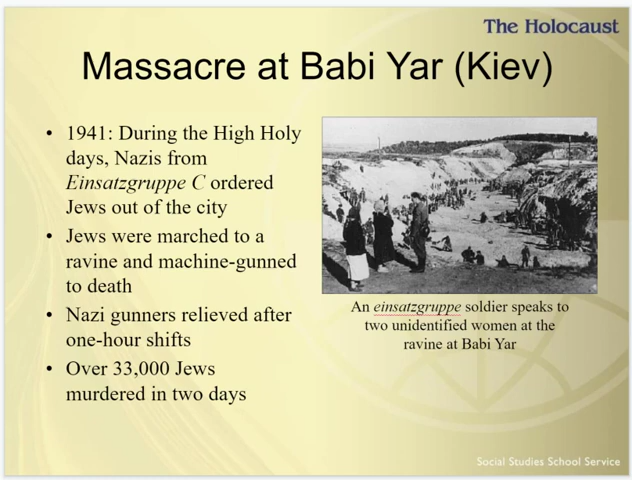 The Holocaust
Massacre at Babi Yar (Kiev)
• 1941: During the High Holy
days, Nazis from
Einsatzgruppe C ordered
Jews out of the city
• Jews were marched to a
ravine and machine-gunned
to death
• Nazi gunners relieved after
one-hour shifts
• Over 33,000 Jews
murdered in two days
An einsatzgruppe soldier speaks to
two unidentified women at the
ravine at Babi Yar
Social Studies School Service